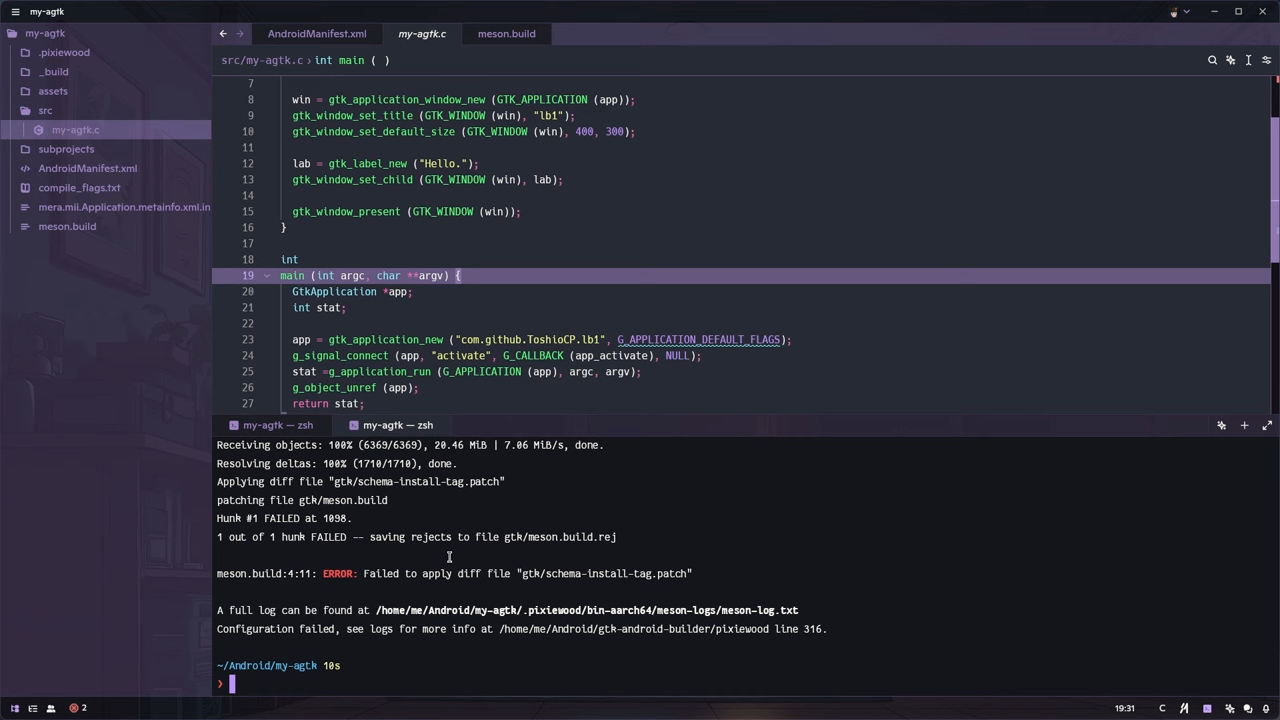 my-agtk
my-agtk
.pixiewood
_build
assets
src
my-agtk.c
subprojects
AndroidManifest.xml
compile_flags.txt
mera.mii.Application.metainfo.xml.in
meson.build
AndroidManifest.xml
my-agtk.c
meson.build
src/my-agtk.c › int main ( )
7
8 win = gtk_application_window_new (GTK_APPLICATION (app));
9 gtk_window_set_title (GTK_WINDOW (win), "lb1");
10 gtk_window_set_default_size (GTK_WINDOW (win), 400, 300);
11
12 lab = gtk_label_new ("Hello.");
13 gtk_window_set_child (GTK_WINDOW (win), lab);
14
15 gtk_window_present (GTK_WINDOW (win));
16 }
17
18 int
19 main (int argc, char **argv) {
20 GtkApplication *app;
21 int stat;
22
23 app = gtk_application_new ("com.github.ToshioCP.lb1", G_APPLICATION_DEFAULT_FLAGS);
24 g_signal_connect (app, "activate", G_CALLBACK (app_activate), NULL);
25 stat =g_application_run (G_APPLICATION (app), argc, argv);
26 g_object_unref (app);
27 return stat;
my-agtk — zsh
my-agtk — zsh
Receiving objects: 100% (6369/6369), 20.46 MiB | 7.06 MiB/s, done.
Resolving deltas: 100% (1710/1710), done.
Applying diff file "gtk/schema-install-tag.patch"
patching file gtk/meson.build
Hunk #1 FAILED at 1098.
1 out of 1 hunk FAILED -- saving rejects to file gtk/meson.build.rej
meson.build:4:11: ERROR: Failed to apply diff file "gtk/schema-install-tag.patch"
A full log can be found at /home/me/Android/my-agtk/.pixiewood/bin-aarch64/meson-logs/meson-log.txt
Configuration failed, see logs for more info at /home/me/Android/gtk-android-builder/pixiewood line 316.
~/Android/my-agtk 10s
❯
2
19:31
C